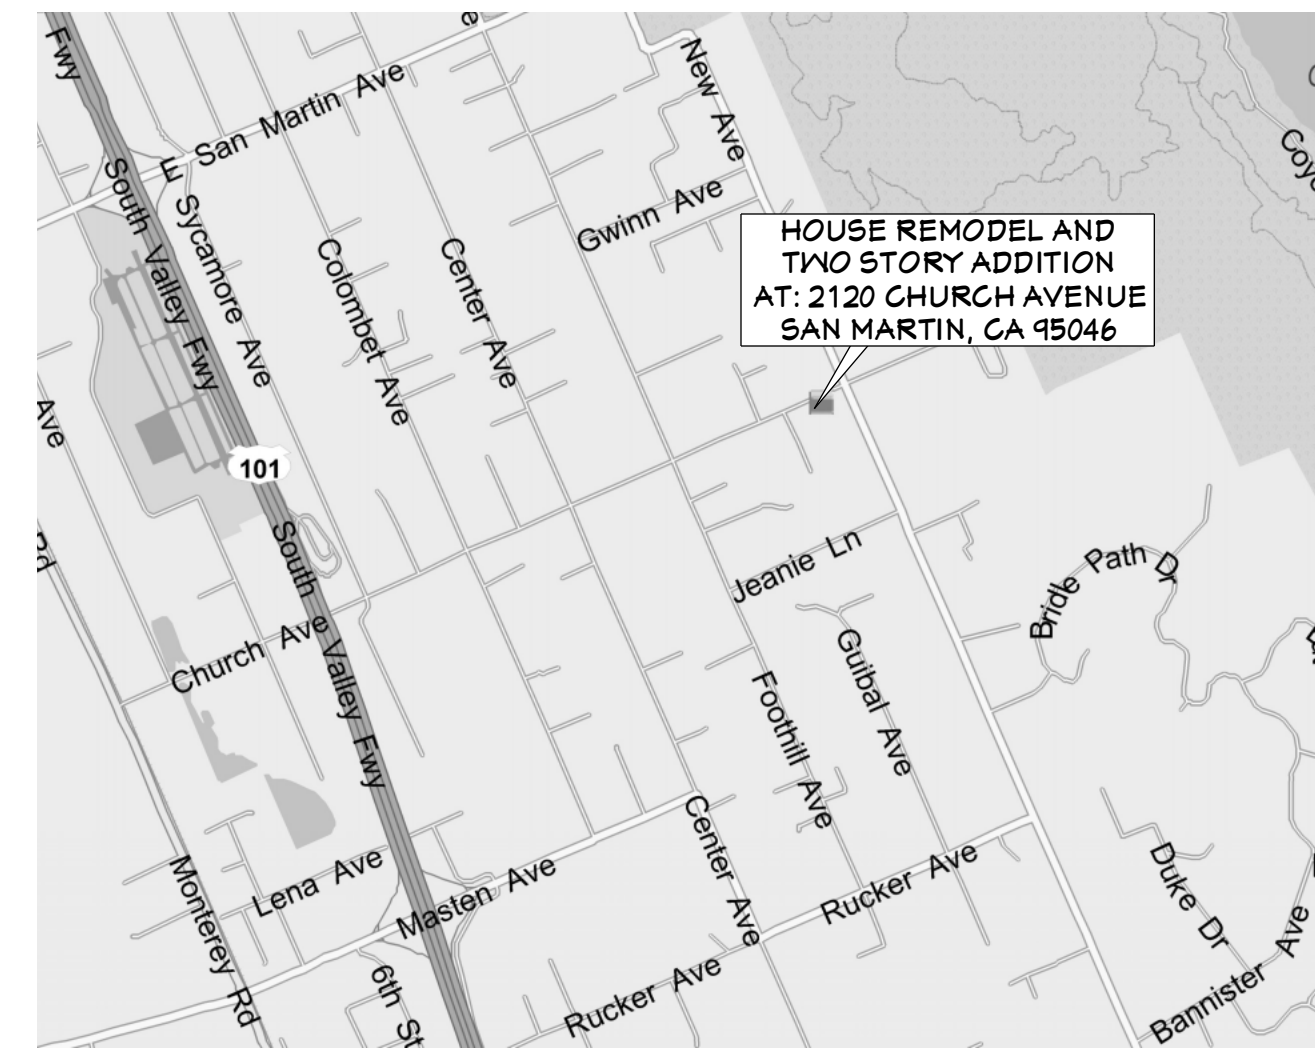 Fwy
e
New Ave
E San Martin Ave
South Valley Fwy
Sycamore Ave
Gwinn Ave
Colombet Ave
Center Ave
HOUSE REMODEL AND
TWO STORY ADDITION
AT: 2120 CHURCH AVENUE
SAN MARTIN, CA 95046
Ave
101
Rd
South Valley Fwy
Jeanie Ln
Bridle Path Dr
Church Ave
Guibal Ave
Foothill Ave
Center Ave
Lena Ave
Masten Ave
Monterey Rd
Rucker Ave
Duke Dr
6th St
Rucker Ave
Bannister Ave